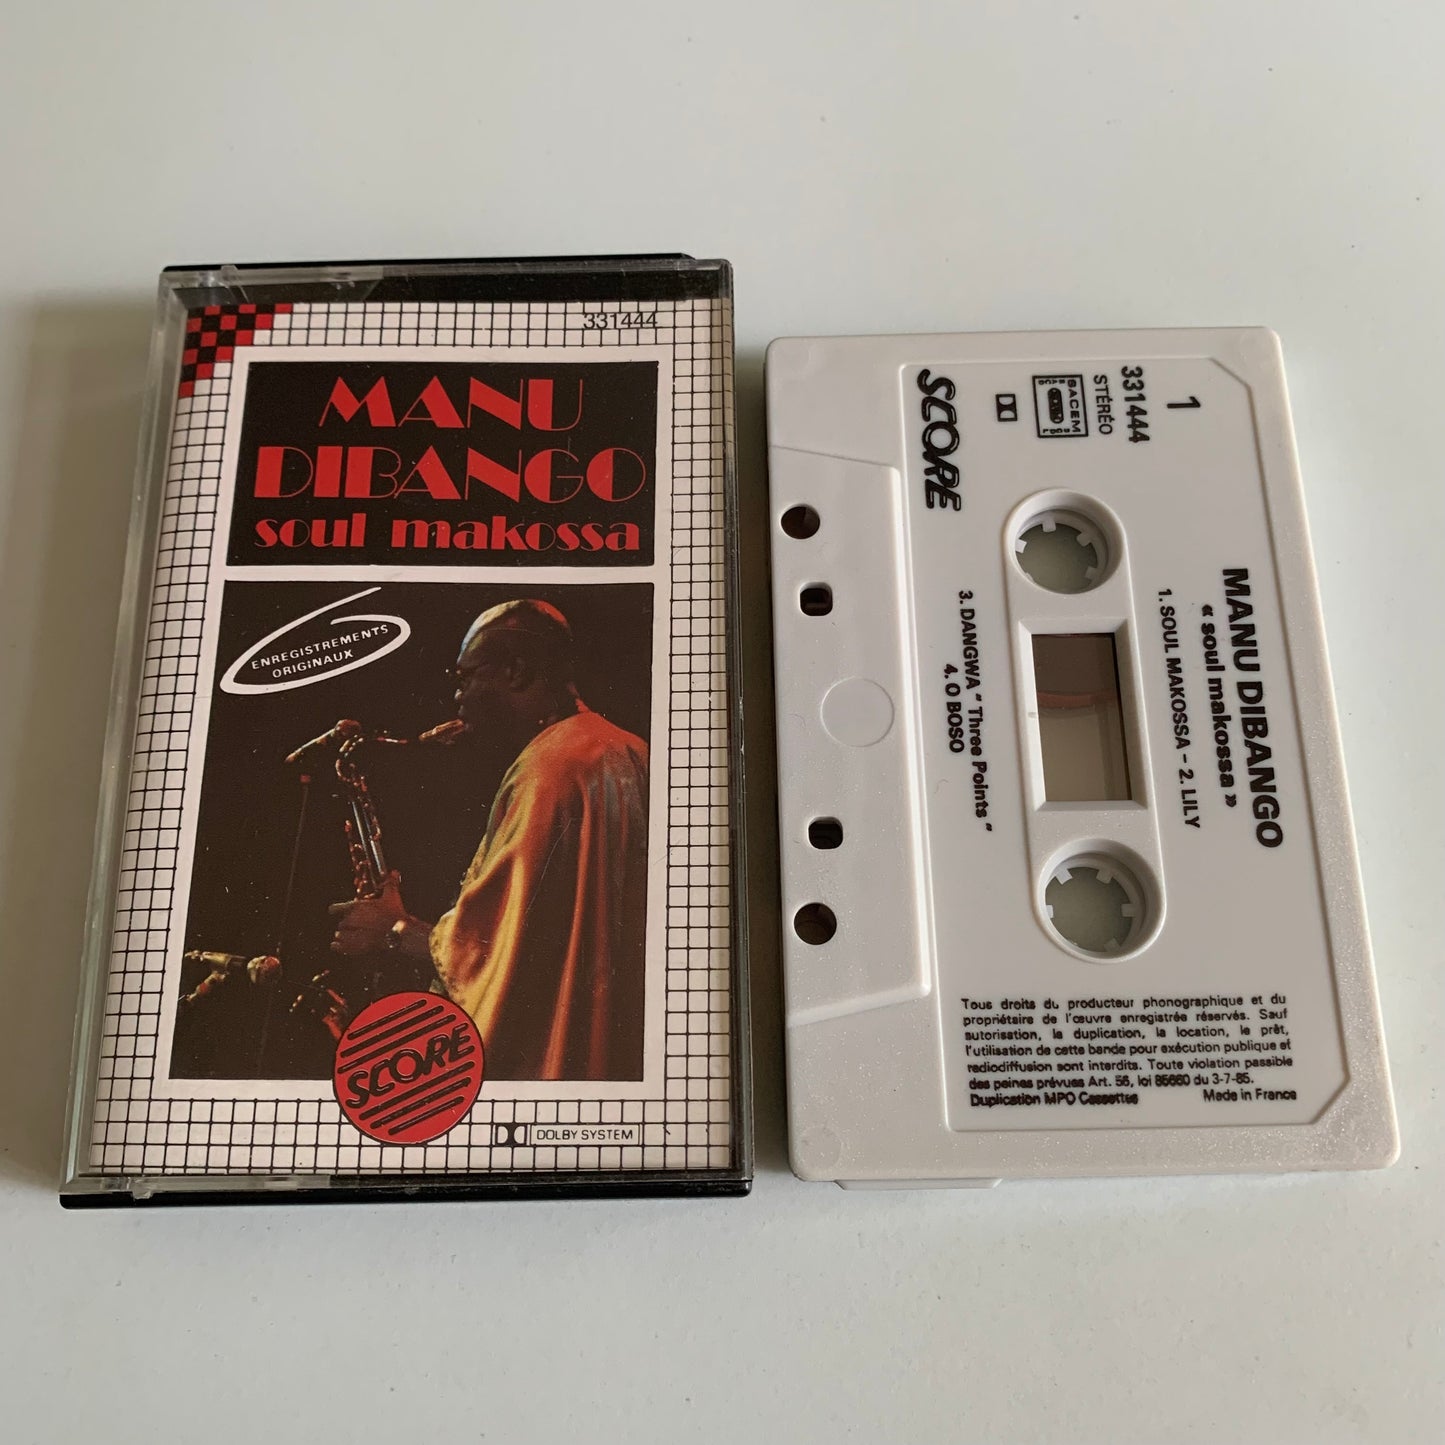 331444
MANU
DIBANGO
soul makossa
ENREGISTREMENTS
ORIGINAUX
SCORE
DOLBY SYSTEM
1
331444
STÉRÉO
SACEM
SCORE
MANU DIBANGO
« soul makossa »
1. SOUL MAKOSSA - 2. LILY
3. DANGWA " Three Points "
4. O BOSO
Tous droits du producteur phonographique et du
propriétaire de l'œuvre enregistrée réservés. Sauf
autorisation, la duplication, la location, le prêt,
l'utilisation de cette bande pour exécution publique et
radiodiffusion sont interdits. Toute violation passible
des peines prévues Art. 56, loi 85660 du 3-7-85.
Duplication MPO Cassettes Made in France